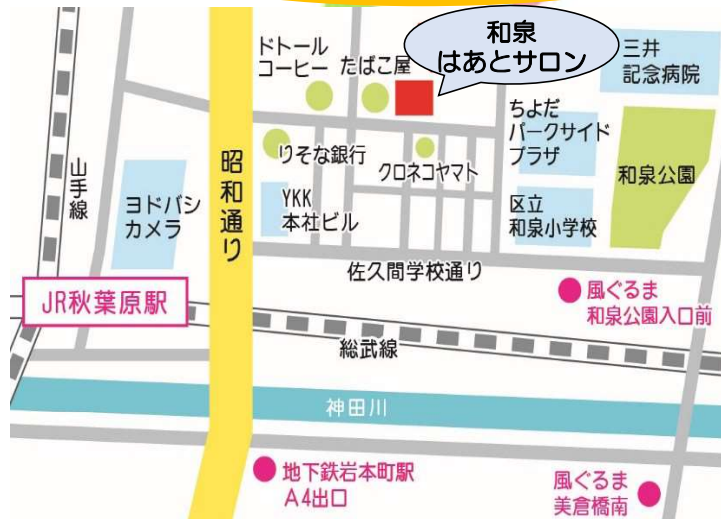 和泉
はあとサロン
ドトール
コーヒー
たばこ屋
三井
記念病院
ちよだ
パークサイド
プラザ
和泉公園
りそな銀行
クロネコヤマト
昭和通り
山手線
ヨドバシ
カメラ
YKK
本社ビル
区立
和泉小学校
佐久間学校通り
風ぐるま
和泉公園入口前
JR秋葉原駅
総武線
神田川
地下鉄岩本町駅
A4出口
風ぐるま
美倉橋南